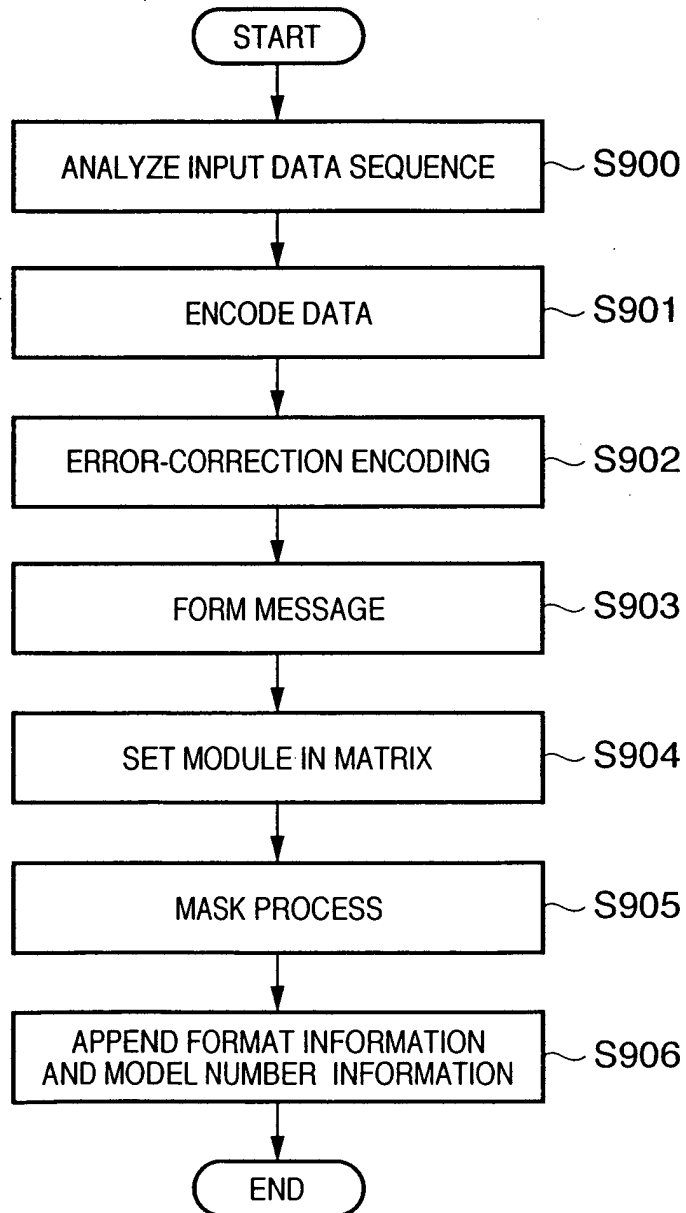 START
ANALYZE INPUT DATA SEQUENCE
S900
ENCODE DATA
S901
ERROR-CORRECTION ENCODING
S902
FORM MESSAGE
S903
SET MODULE IN MATRIX
S904
MASK PROCESS
S905
APPEND FORMAT INFORMATION
AND MODEL NUMBER INFORMATION
S906
END